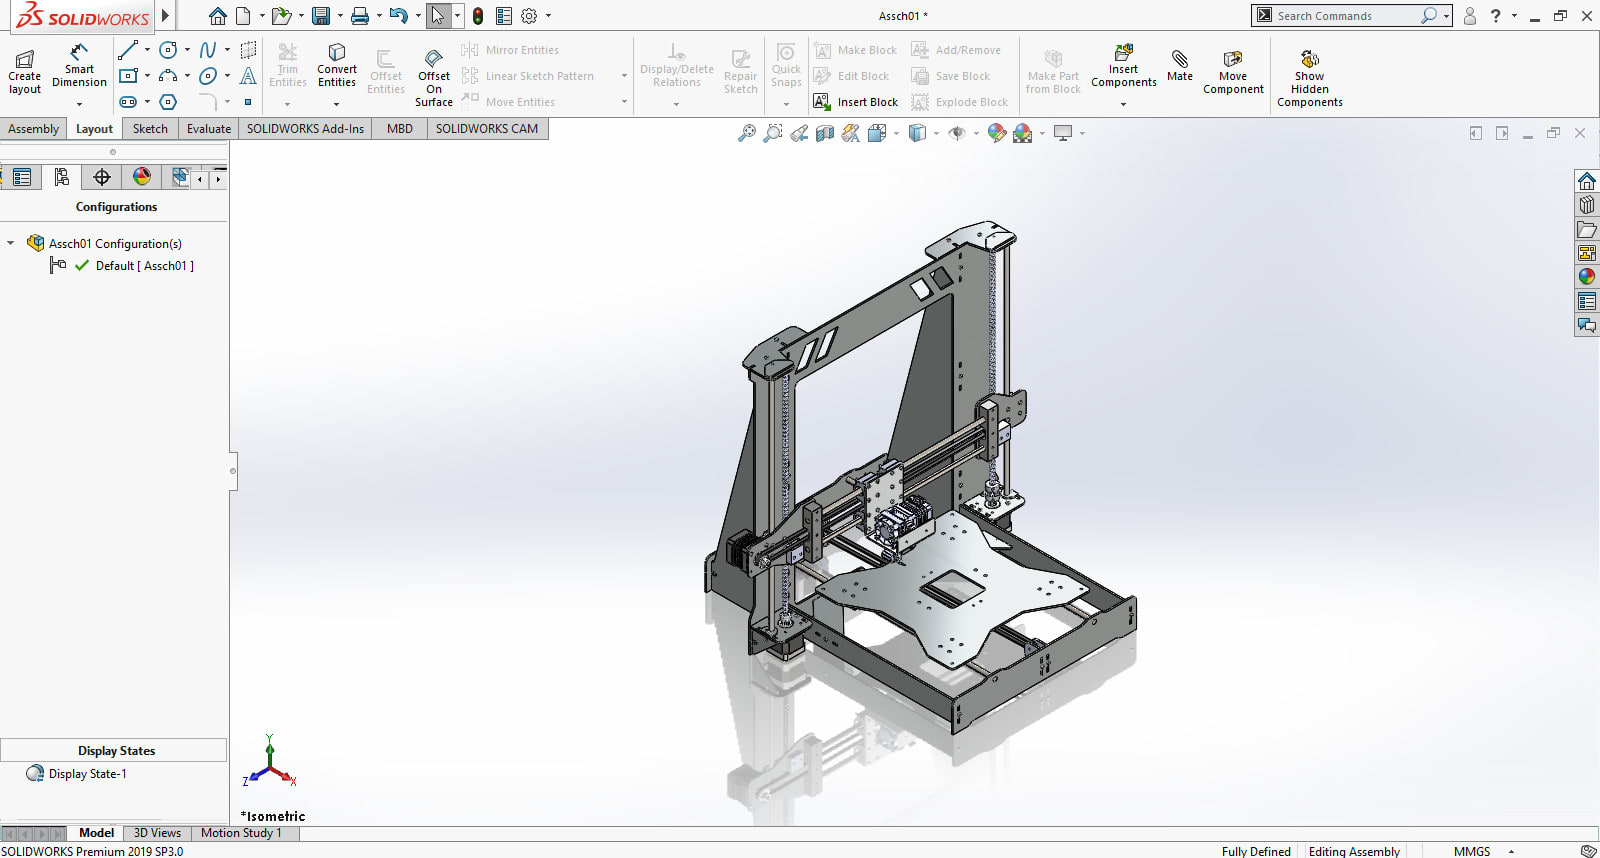 SOLIDWORKS
Assch01 *
Search Commands
?
Create layout
Smart Dimension
Trim Entities
Convert Entities
Offset Entities
Offset On Surface
Mirror Entities
Linear Sketch Pattern
Move Entities
Display/Delete Relations
Repair Sketch
Quick Snaps
Make Block
Edit Block
Insert Block
Add/Remove
Save Block
Explode Block
Make Part from Block
Insert Components
Mate
Move Component
Show Hidden Components
Assembly Layout Sketch Evaluate SOLIDWORKS Add-Ins MBD SOLIDWORKS CAM
Configurations
Assch01 Configuration(s)
Default [ Assch01 ]
Display States
Display State-1
Y
Z
X
*Isometric
Model 3D Views Motion Study 1
SOLIDWORKS Premium 2019 SP3.0
Fully Defined Editing Assembly MMGS